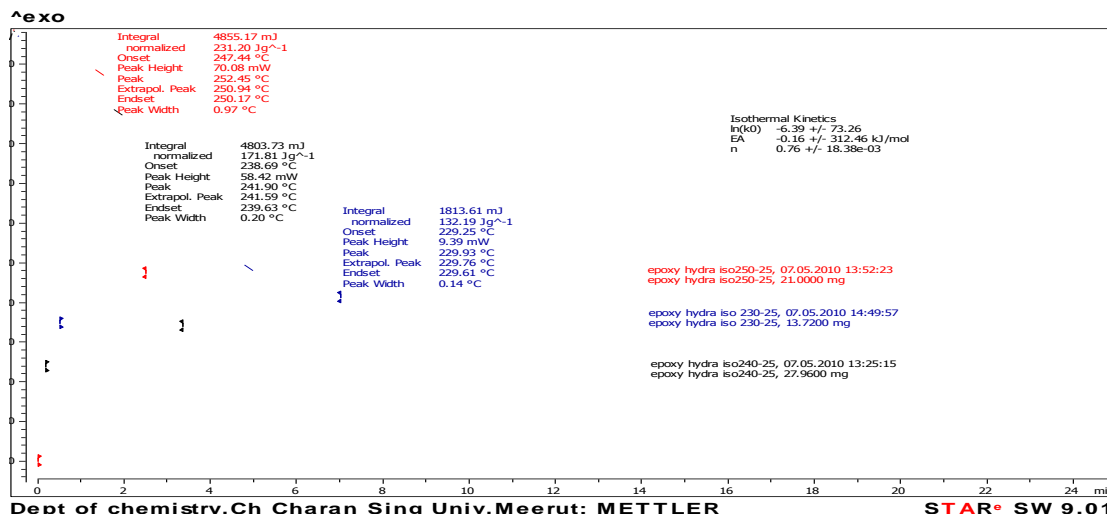 ^exo
Integral 4855.17 mJ
normalized 231.20 Jg^-1
Onset 247.44 °C
Peak Height 70.08 mW
Peak 252.45 °C
Extrapol. Peak 250.94 °C
Endset 250.17 °C
Peak Width 0.97 °C
Isothermal Kinetics
ln(k0) -6.39 +/- 73.26
EA -0.16 +/- 312.46 kJ/mol
n 0.76 +/- 18.38e-03
Integral 4803.73 mJ
normalized 171.81 Jg^-1
Onset 238.69 °C
Peak Height 58.42 mW
Peak 241.90 °C
Extrapol. Peak 241.59 °C
Endset 239.63 °C
Peak Width 0.20 °C
Integral 1813.61 mJ
normalized 132.19 Jg^-1
Onset 229.25 °C
Peak Height 9.39 mW
Peak 229.93 °C
Extrapol. Peak 229.76 °C
Endset 229.61 °C
Peak Width 0.14 °C
epoxy hydra iso250-25, 07.05.2010 13:52:23
epoxy hydra iso250-25, 21.0000 mg
epoxy hydra iso 230-25, 07.05.2010 14:49:57
epoxy hydra iso 230-25, 13.7200 mg
epoxy hydra iso240-25, 07.05.2010 13:25:15
epoxy hydra iso240-25, 27.9600 mg
0 2 4 6 8 10 12 14 16 18 20 22 24 mi
Dept of chemistry,Ch Charan Sing Univ,Meerut: METTLER STARe SW 9.01